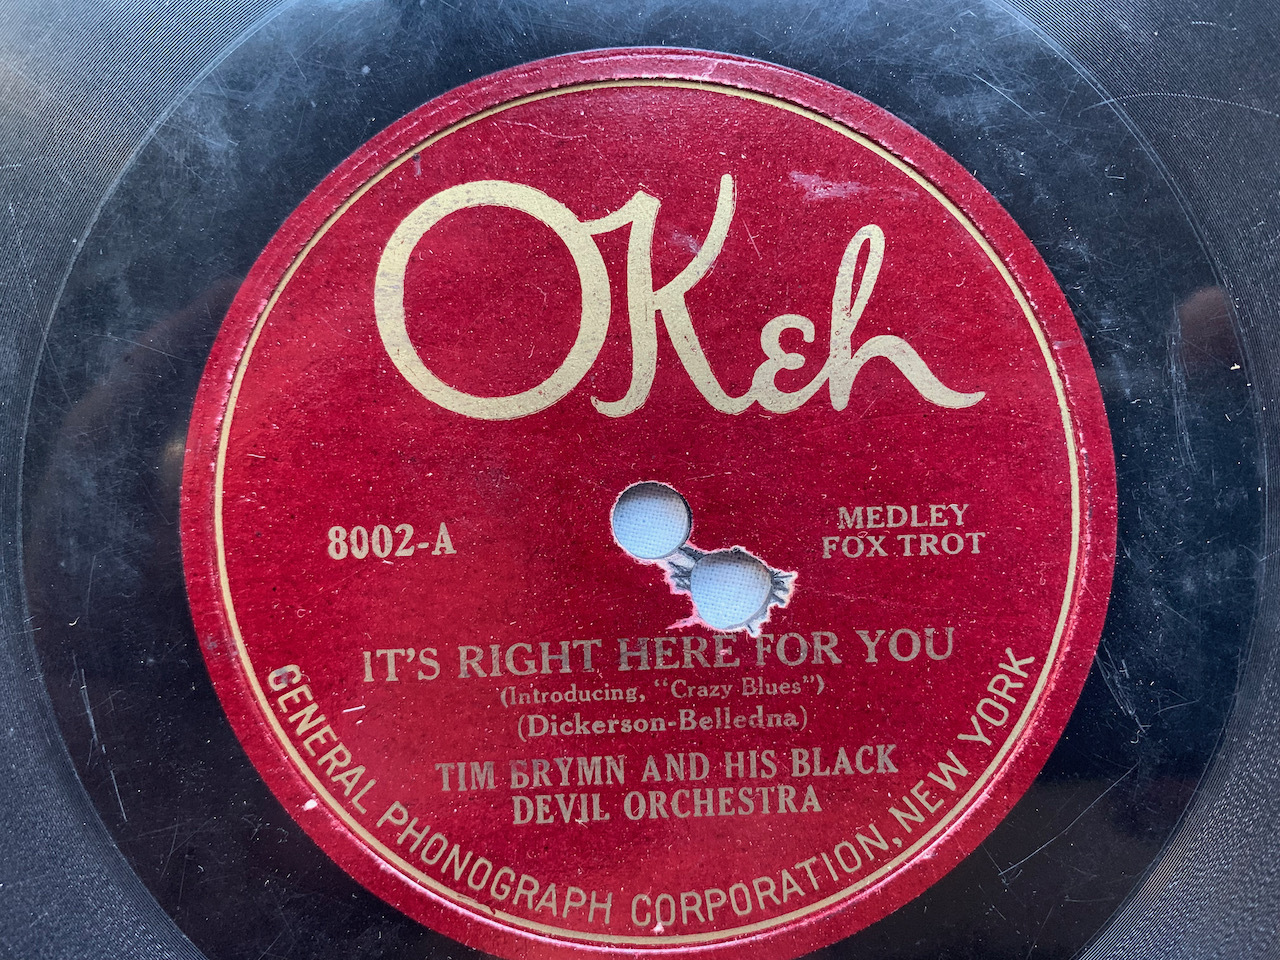 OKeh
8002-A
MEDLEY
FOX TROT
IT'S RIGHT HERE FOR YOU
(Introducing, "Crazy Blues")
(Dickerson-Belledna)
TIM BRYMN AND HIS BLACK
DEVIL ORCHESTRA
GENERAL PHONOGRAPH CORPORATION, NEW YORK